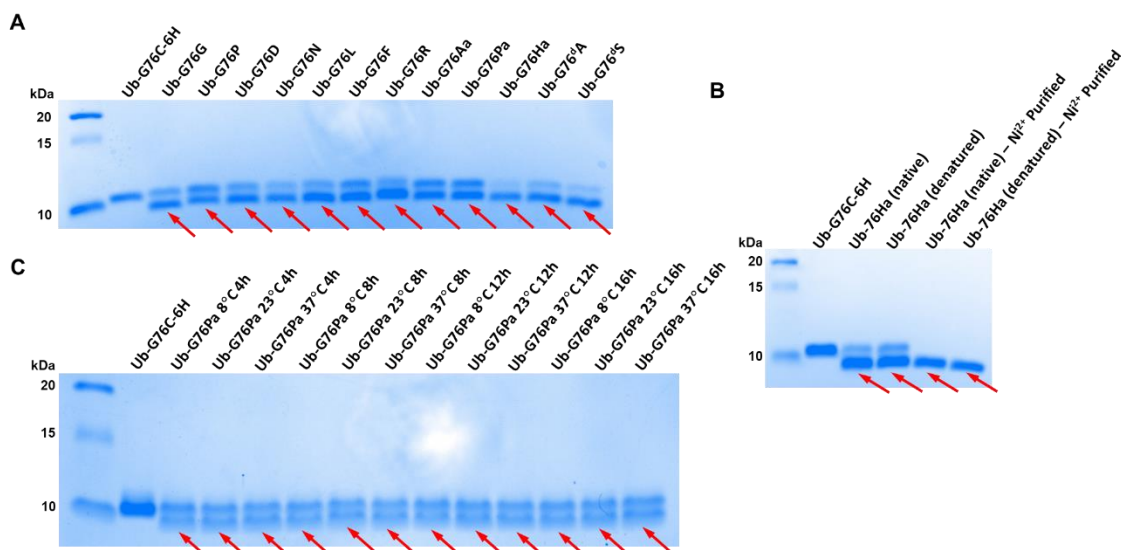 A
Ub-G76C-6H
Ub-G76G
Ub-G76P
Ub-G76D
Ub-G76N
Ub-G76L
Ub-G76F
Ub-G76R
Ub-G76Aa
Ub-G76Pa
Ub-G76Ha
Ub-G76ᵈA
Ub-G76ᵈS
kDa
20
15
10
B
Ub-G76C-6H
Ub-76Ha (native)
Ub-76Ha (denatured)
Ub-76Ha (native) – Ni²⁺ Purified
Ub-76Ha (denatured) – Ni²⁺ Purified
kDa
20
15
10
C
Ub-G76C-6H
Ub-G76Pa 8°C 4h
Ub-G76Pa 23°C 4h
Ub-G76Pa 37°C 4h
Ub-G76Pa 8°C 8h
Ub-G76Pa 23°C 8h
Ub-G76Pa 37°C 8h
Ub-G76Pa 8°C 12h
Ub-G76Pa 23°C 12h
Ub-G76Pa 37°C 12h
Ub-G76Pa 8°C 16h
Ub-G76Pa 23°C 16h
Ub-G76Pa 37°C 16h
kDa
20
15
10